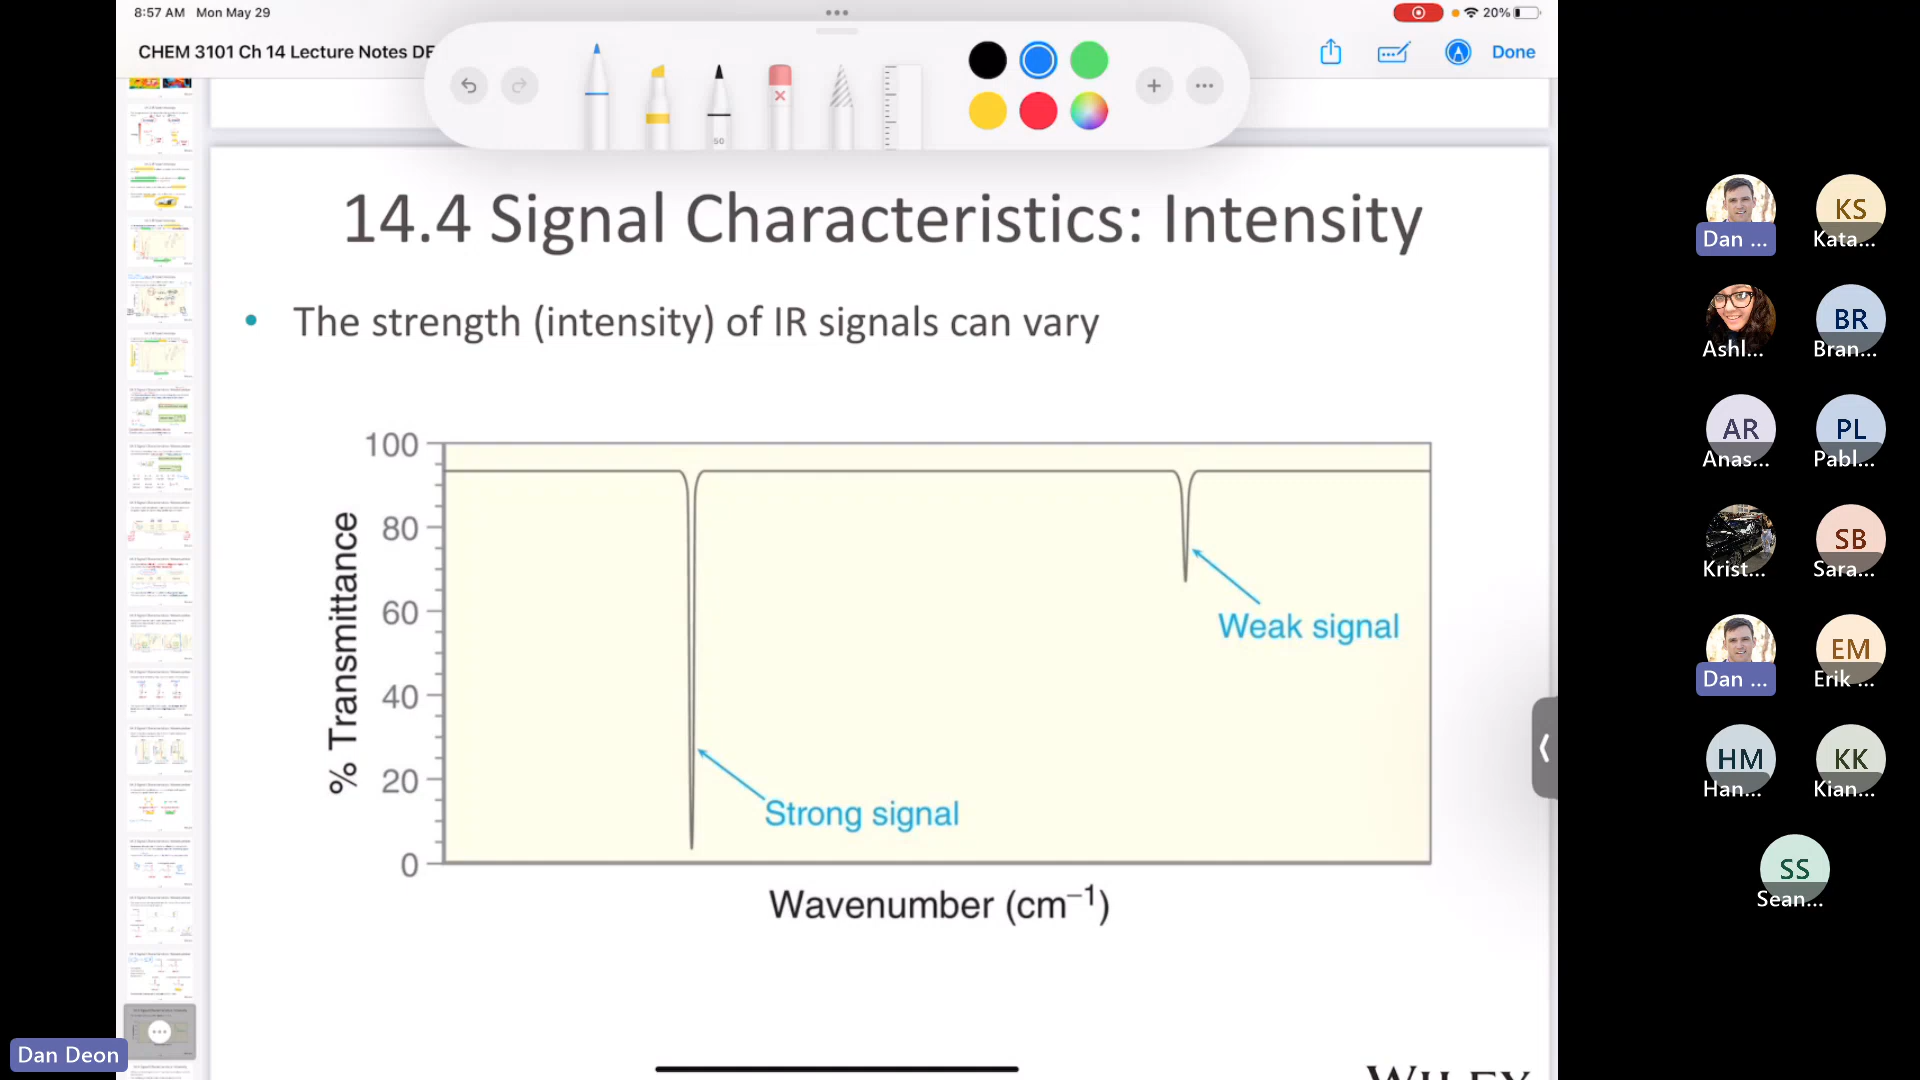 8:57 AM Mon May 29
20%
CHEM 3101 Ch 14 Lecture Notes DE
50
Done
14.4 Signal Characteristics: Intensity
• The strength (intensity) of IR signals can vary
100
80
60
40
20
0
% Transmittance
Weak signal
Strong signal
Wavenumber (cm⁻¹)
WILEY
Dan Deon
Dan ...
KS
Kata...
Ashl...
BR
Bran...
AR
Anas...
PL
Pabl...
Krist...
SB
Sara...
Dan ...
EM
Erik ...
HM
Han...
KK
Kian...
SS
Sean...